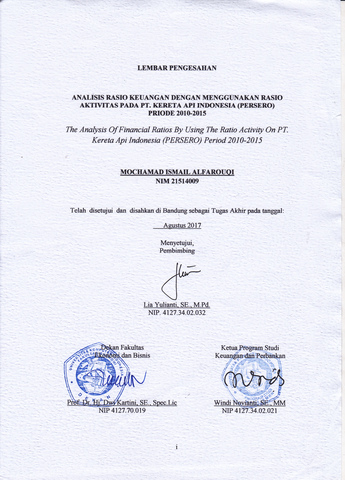 LEMBAR PENGESAHAN
ANALISIS RASIO KEUANGAN DENGAN MENGGUNAKAN RASIO
AKTIVITAS PADA PT. KERETA API INDONESIA (PERSERO)
PRIODE 2010-2015
The Analysis Of Financial Ratios By Using The Ratio Activity On PT.
Kereta Api Indonesia (PERSERO) Period 2010-2015
MOCHAMAD ISMAIL ALFAROUQI
NIM 21514009
Telah disetujui dan disahkan di Bandung sebagai Tugas Akhir pada tanggal:
Agustus 2017
Menyetujui,
Pembimbing
Lia Yulianti, SE., M.Pd.
NIP. 4127.34.02.032
Dekan Fakultas
Ekonomi dan Bisnis
Prof. Dr. Hj. Dwi Kartini, SE., Spec.Lic
NIP 4127.70.019
Ketua Program Studi
Keuangan dan Perbankan
Windi Novianti, SE., MM
NIP 4127.34.02.021
i